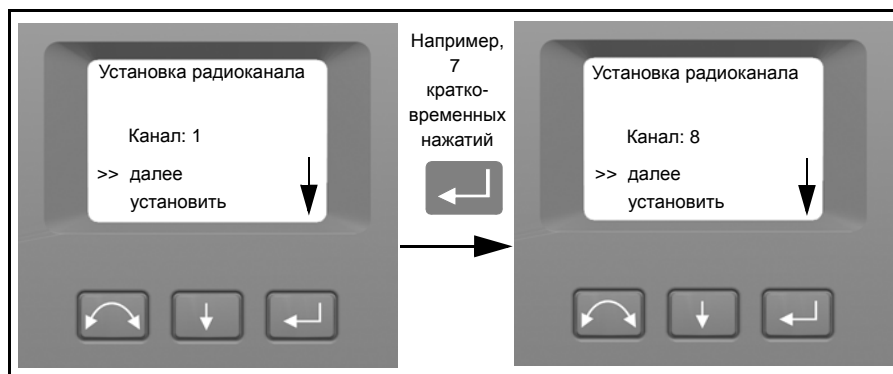 Установка радиоканала
Канал: 1
>> далее
установить
Например,
7
кратко-
временных
нажатий
Установка радиоканала
Канал: 8
>> далее
установить